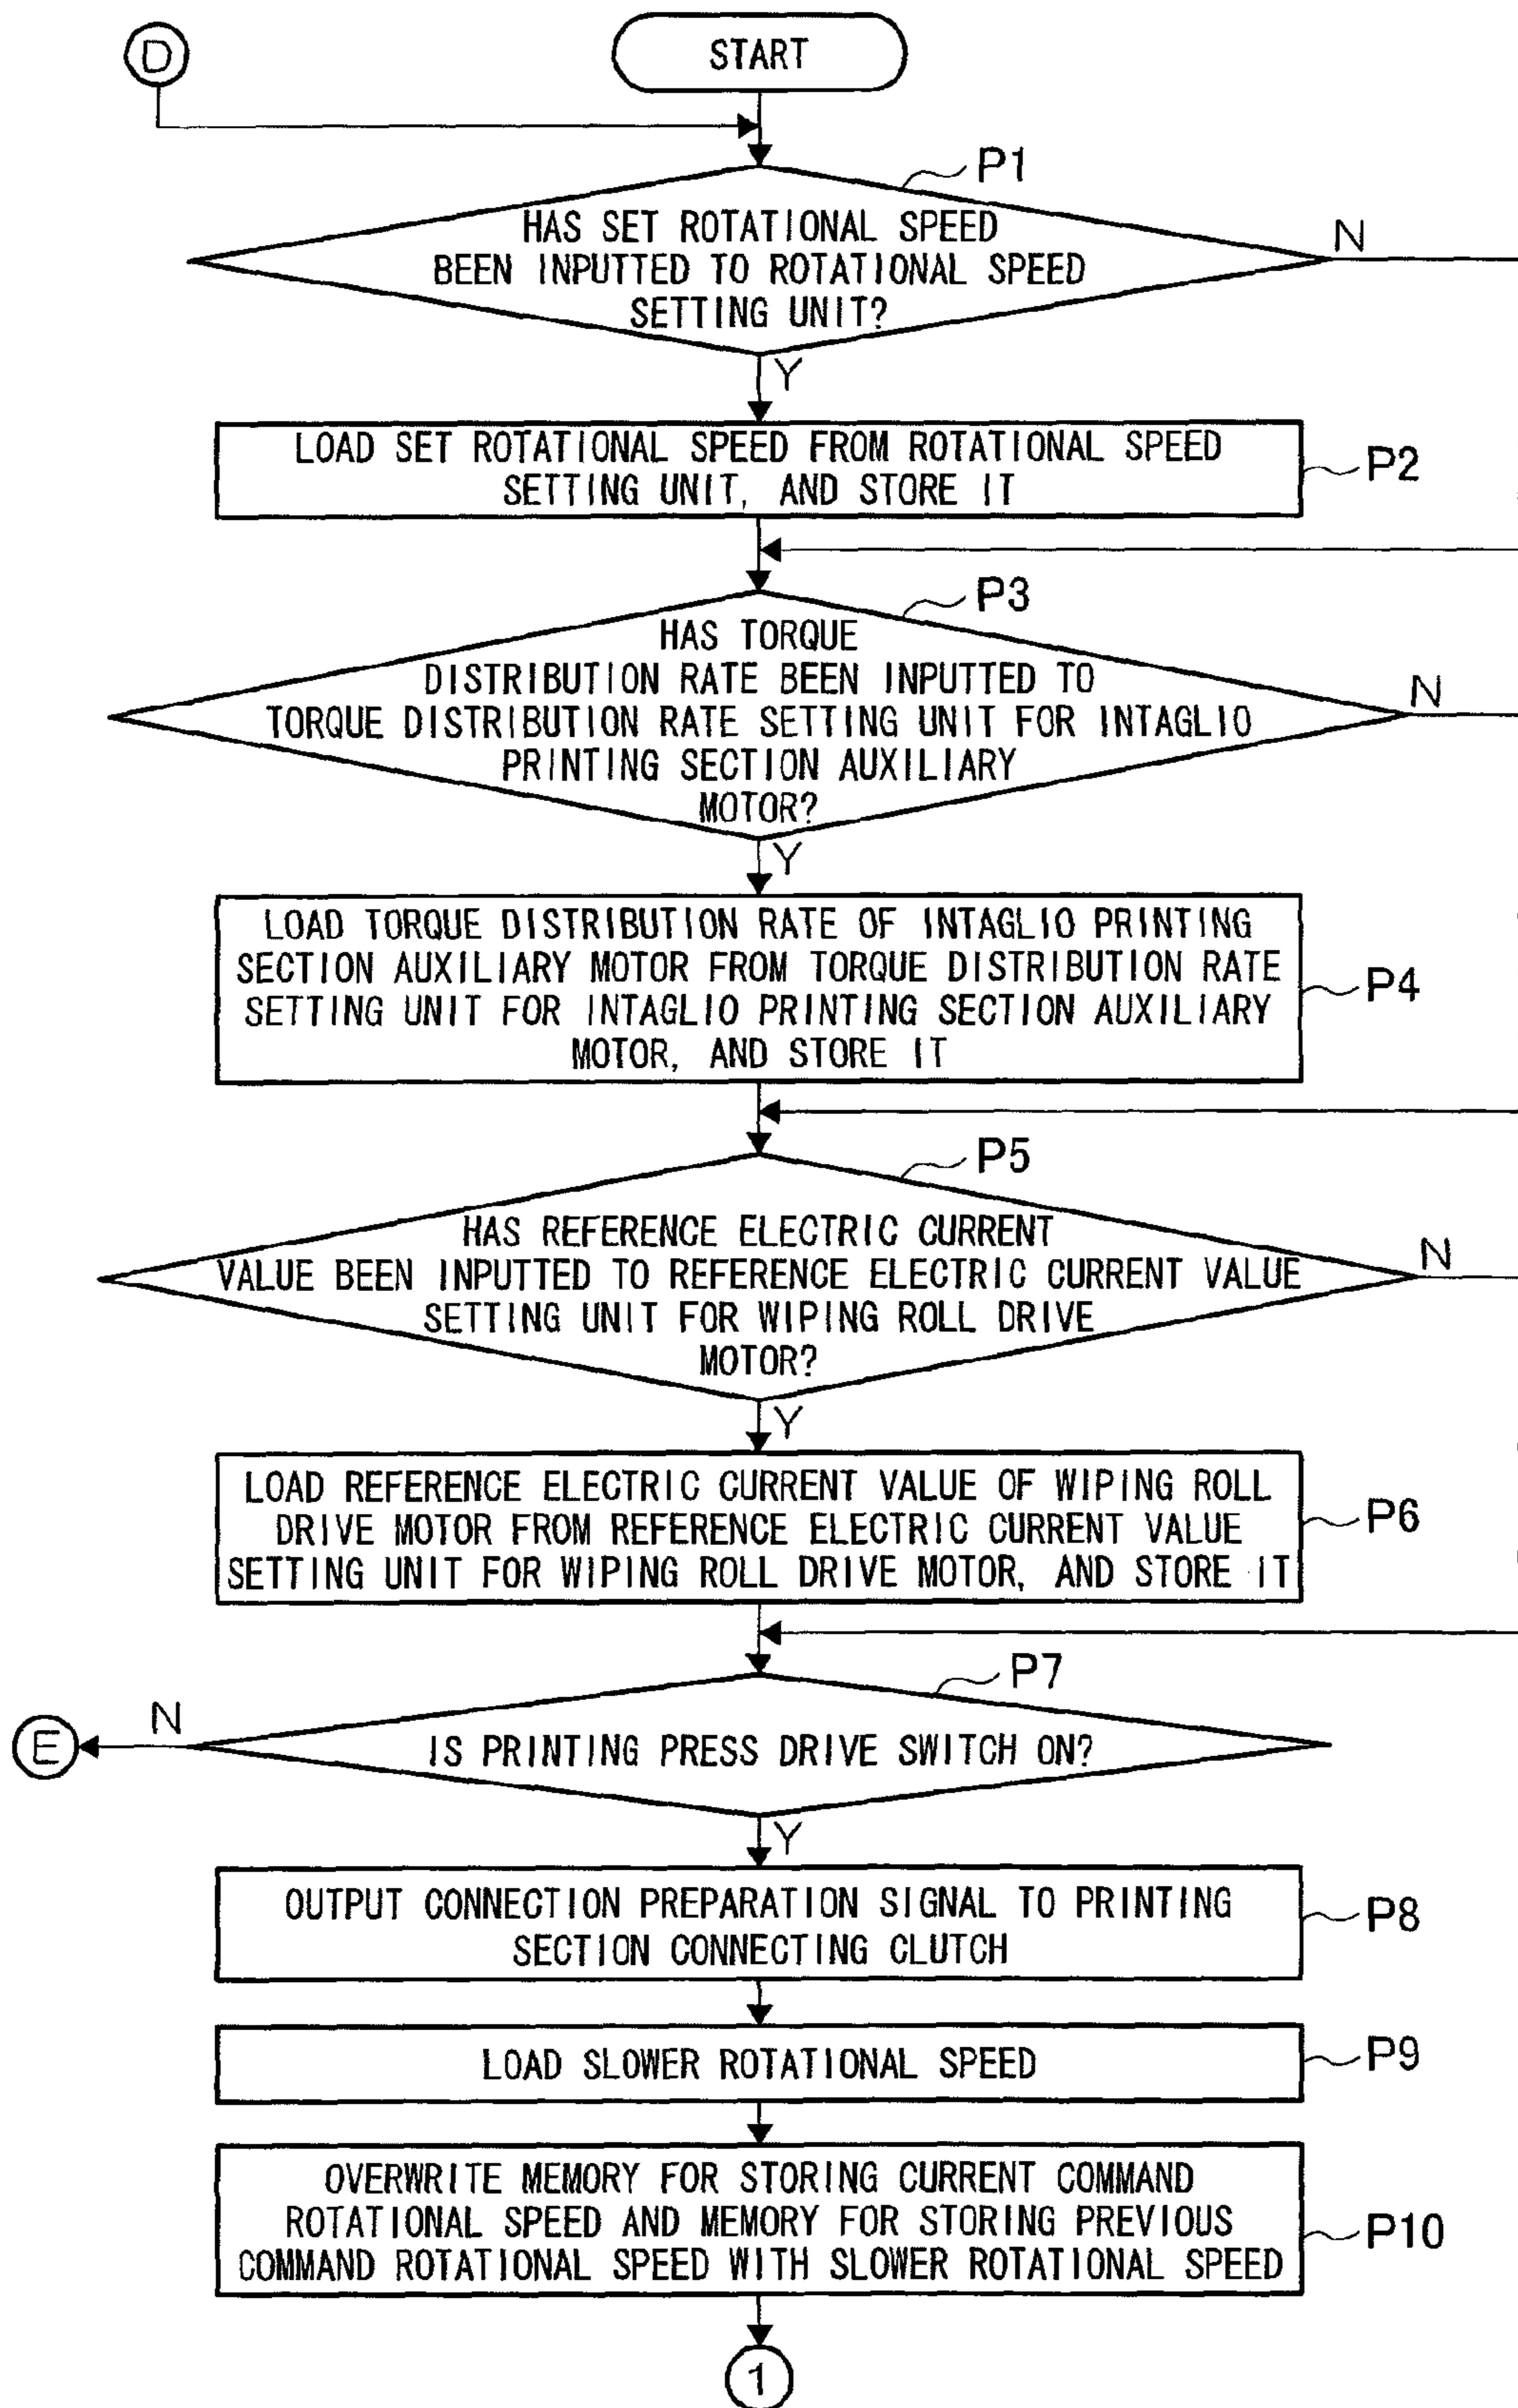 D
START
P1
HAS SET ROTATIONAL SPEED
BEEN INPUTTED TO ROTATIONAL SPEED
SETTING UNIT?
N
Y
LOAD SET ROTATIONAL SPEED FROM ROTATIONAL SPEED
SETTING UNIT, AND STORE IT
P2
P3
HAS TORQUE
DISTRIBUTION RATE BEEN INPUTTED TO
TORQUE DISTRIBUTION RATE SETTING UNIT FOR INTAGLIO
PRINTING SECTION AUXILIARY
MOTOR?
N
Y
LOAD TORQUE DISTRIBUTION RATE OF INTAGLIO PRINTING
SECTION AUXILIARY MOTOR FROM TORQUE DISTRIBUTION RATE
SETTING UNIT FOR INTAGLIO PRINTING SECTION AUXILIARY
MOTOR, AND STORE IT
P4
P5
HAS REFERENCE ELECTRIC CURRENT
VALUE BEEN INPUTTED TO REFERENCE ELECTRIC CURRENT VALUE
SETTING UNIT FOR WIPING ROLL DRIVE
MOTOR?
N
Y
LOAD REFERENCE ELECTRIC CURRENT VALUE OF WIPING ROLL
DRIVE MOTOR FROM REFERENCE ELECTRIC CURRENT VALUE
SETTING UNIT FOR WIPING ROLL DRIVE MOTOR, AND STORE IT
P6
P7
E
N
IS PRINTING PRESS DRIVE SWITCH ON?
Y
OUTPUT CONNECTION PREPARATION SIGNAL TO PRINTING
SECTION CONNECTING CLUTCH
P8
LOAD SLOWER ROTATIONAL SPEED
P9
OVERWRITE MEMORY FOR STORING CURRENT COMMAND
ROTATIONAL SPEED AND MEMORY FOR STORING PREVIOUS
COMMAND ROTATIONAL SPEED WITH SLOWER ROTATIONAL SPEED
P10
1